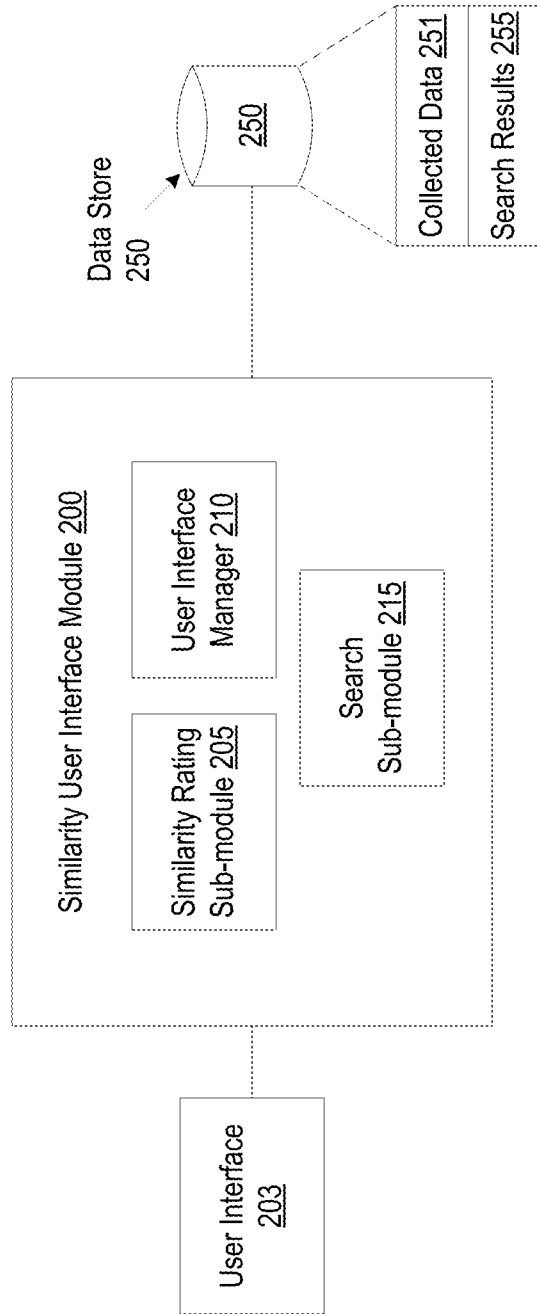 User Interface
203
Similarity User Interface Module 200
Similarity Rating
Sub-module 205
User Interface
Manager 210
Search
Sub-module 215
Data Store
250
250
Collected Data 251
Search Results 255